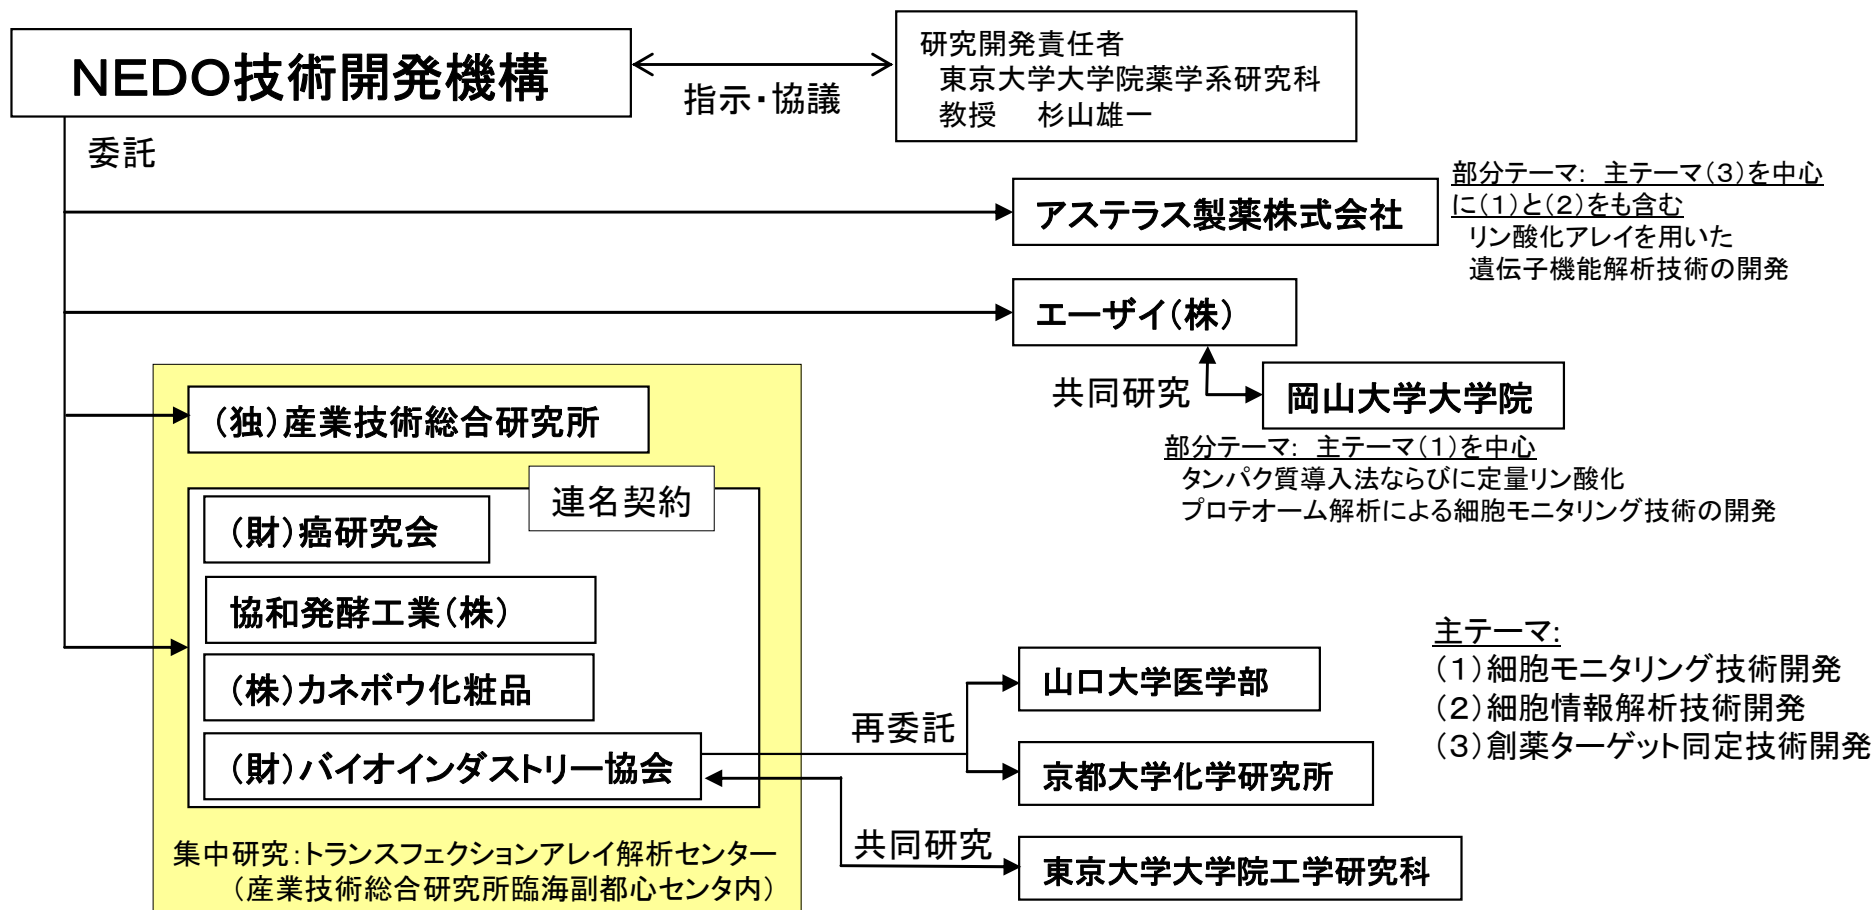 NEDO技術開発機構
指示・協議
研究開発責任者
東京大学大学院薬学系研究科
教授　杉山雄一
委託
アステラス製薬株式会社
部分テーマ:　主テーマ(3)を中心
に(1)と(2)をも含む
リン酸化アレイを用いた
遺伝子機能解析技術の開発
エーザイ(株)
共同研究
岡山大学大学院
部分テーマ:　主テーマ(1)を中心
タンパク質導入法ならびに定量リン酸化
プロテオーム解析による細胞モニタリング技術の開発
(独)産業技術総合研究所
連名契約
(財)癌研究会
協和発酵工業(株)
(株)カネボウ化粧品
(財)バイオインダストリー協会
集中研究:トランスフェクションアレイ解析センター
(産業技術総合研究所臨海副都心センタ内)
再委託
山口大学医学部
京都大学化学研究所
共同研究
東京大学大学院工学研究科
主テーマ:
(1)細胞モニタリング技術開発
(2)細胞情報解析技術開発
(3)創薬ターゲット同定技術開発